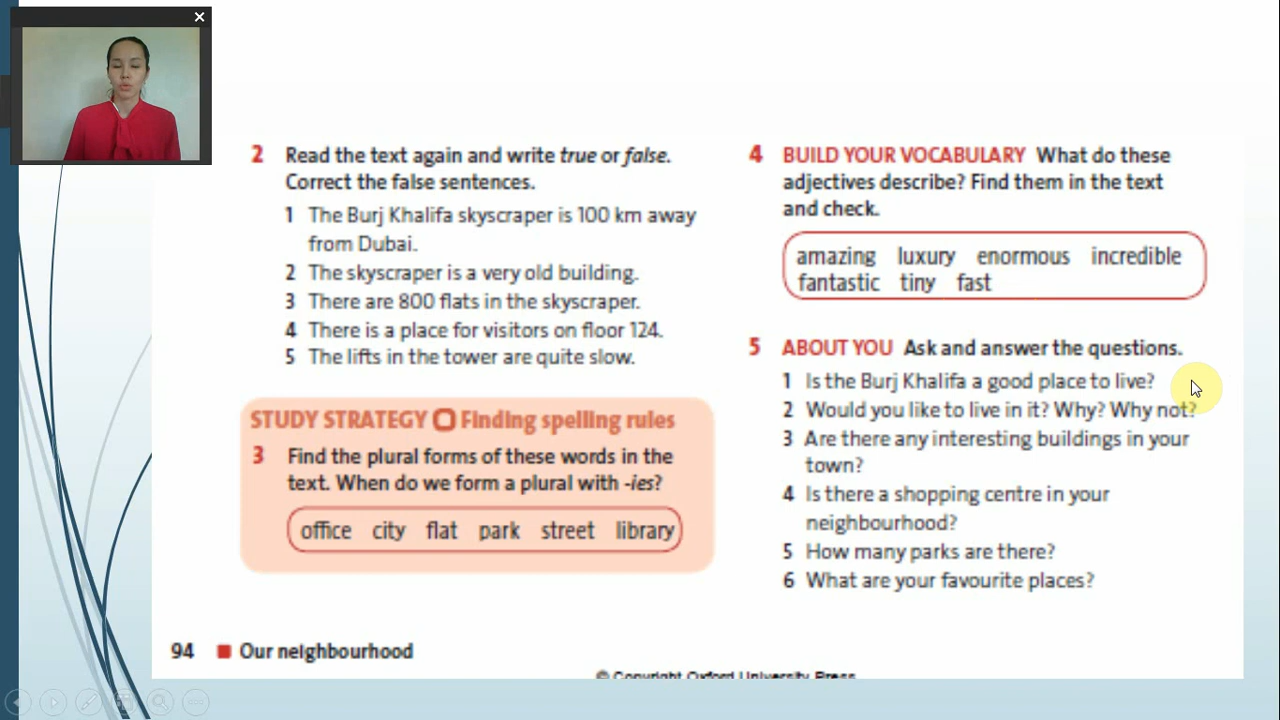 2 Read the text again and write true or false.
Correct the false sentences.
1 The Burj Khalifa skyscraper is 100 km away
from Dubai.
2 The skyscraper is a very old building.
3 There are 800 flats in the skyscraper.
4 There is a place for visitors on floor 124.
5 The lifts in the tower are quite slow.
STUDY STRATEGY Finding spelling rules
3 Find the plural forms of these words in the
text. When do we form a plural with -ies?
office city flat park street library
4 BUILD YOUR VOCABULARY What do these
adjectives describe? Find them in the text
and check.
amazing luxury enormous incredible
fantastic tiny fast
5 ABOUT YOU Ask and answer the questions.
1 Is the Burj Khalifa a good place to live?
2 Would you like to live in it? Why? Why not?
3 Are there any interesting buildings in your
town?
4 Is there a shopping centre in your
neighbourhood?
5 How many parks are there?
6 What are your favourite places?
94 Our neighbourhood
© Copyright Oxford University Press